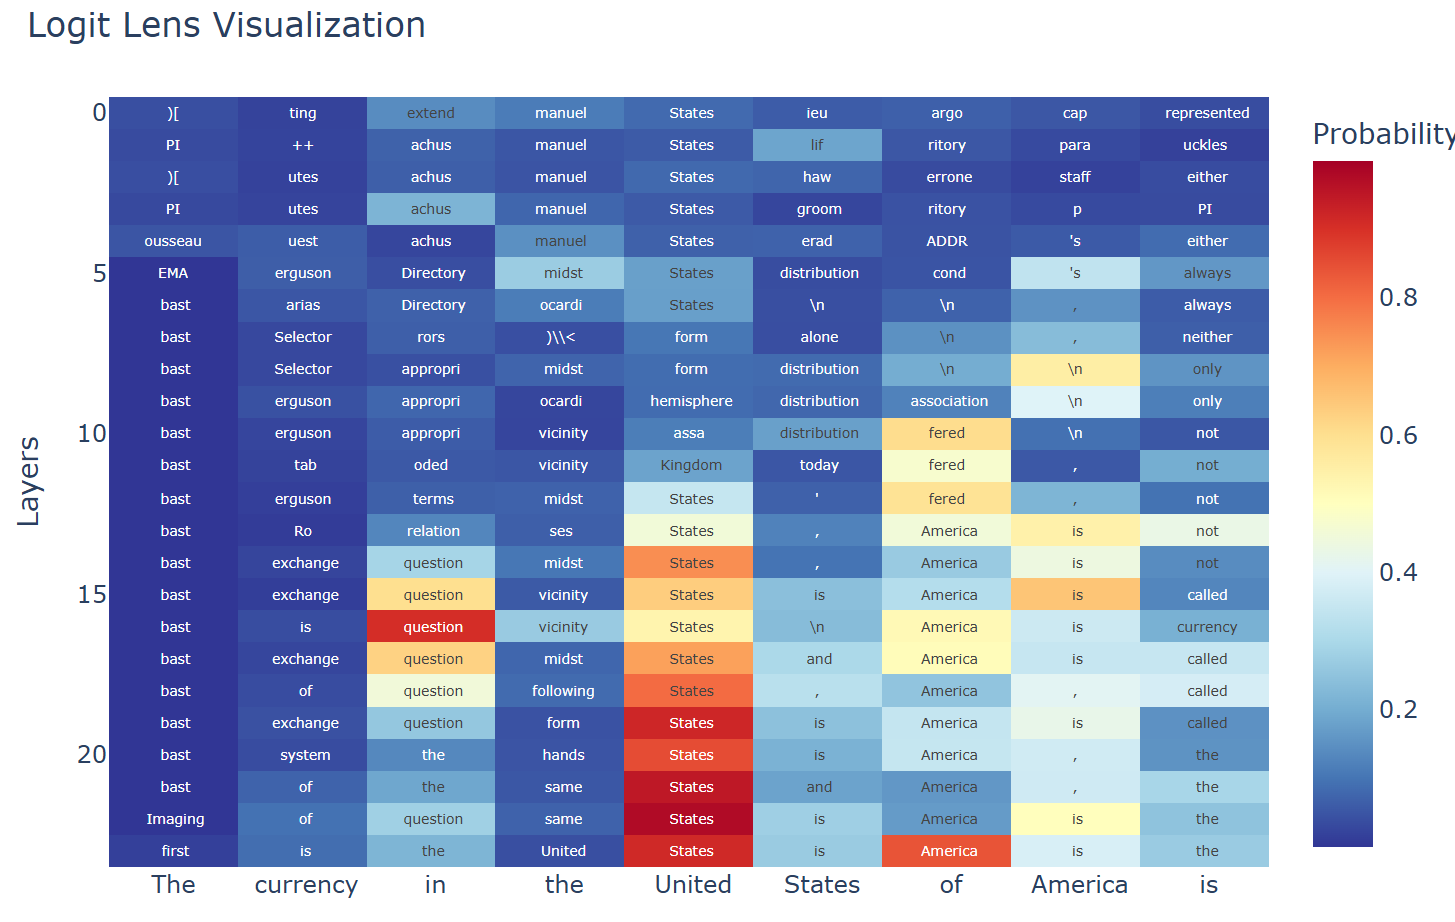 Logit Lens Visualization
0 )[ ting extend manuel States ieu argo cap represented
PI ++ achus manuel States lif ritory para uckles
)[ utes achus manuel States haw errone staff either
PI utes achus manuel States groom ritory p PI
ousseau uest achus manuel States erad ADDR 's either
5 EMA erguson Directory midst States distribution cond 's always
bast arias Directory ocardi States \n \n , always
bast Selector rors )\\< form alone \n , neither
bast Selector appropri midst form distribution \n \n only
bast erguson appropri ocardi hemisphere distribution association \n only
10 bast erguson appropri vicinity assa distribution fered \n not
bast tab oded vicinity Kingdom today fered , not
bast erguson terms midst States ' fered , not
bast Ro relation ses States , America is not
bast exchange question midst States , America is not
15 bast exchange question vicinity States is America is called
bast is question vicinity States \n America is currency
bast exchange question midst States and America is called
bast of question following States , America , called
bast exchange question form States is America is called
20 bast system the hands States is America , the
bast of the same States and America , the
Imaging of question same States is America is the
first is the United States is America is the
The currency in the United States of America is
Layers
Probability
0.8
0.6
0.4
0.2